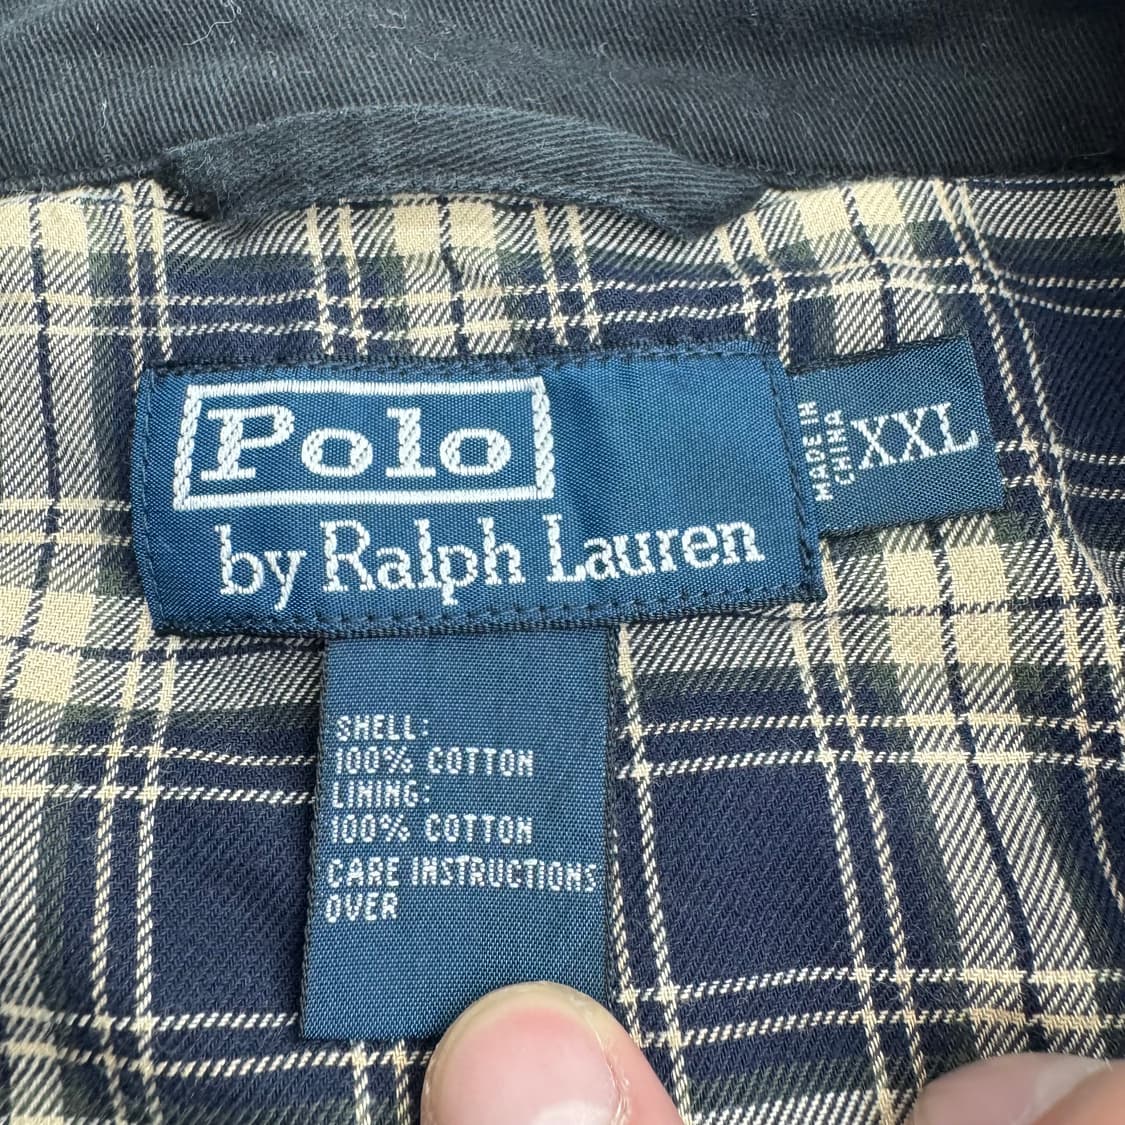 Polo
by Ralph Lauren
MADE IN
CHINA
XXL
SHELL:
100% COTTON
LINING:
100% COTTON
CARE INSTRUCTIONS
OVER